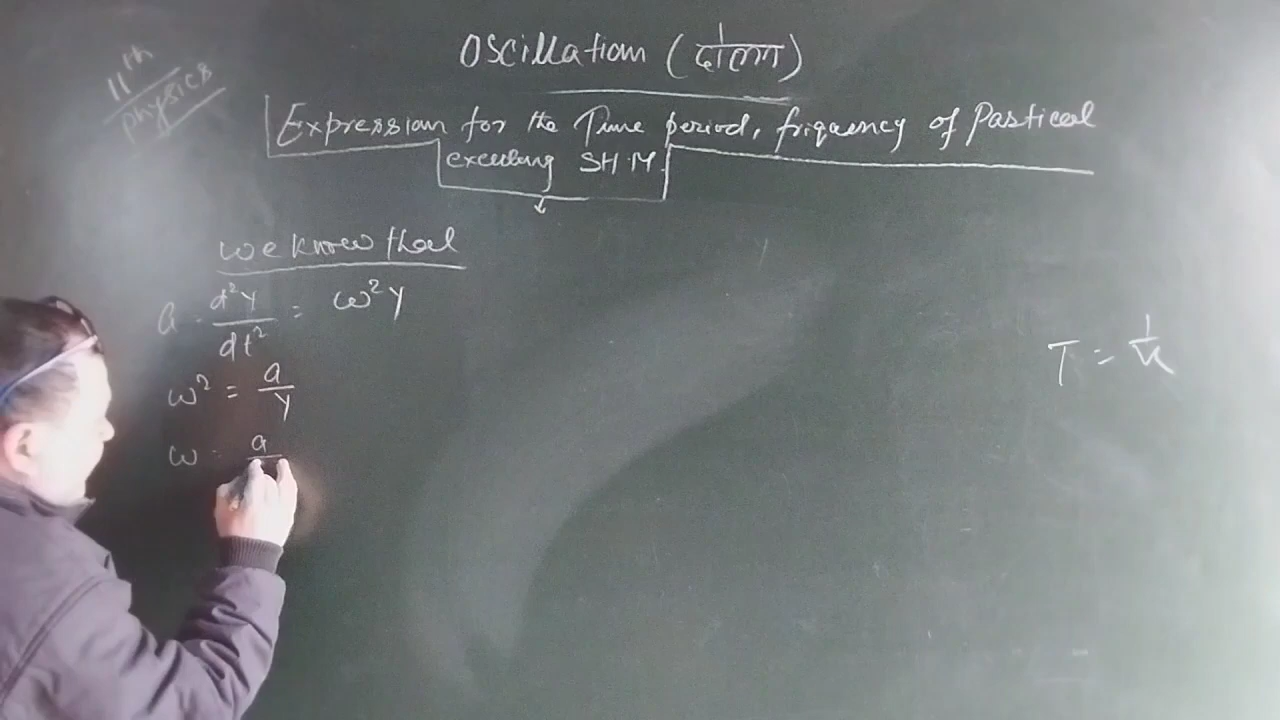 11th
physics
Oscillation (दोलन)
Expression for the Time period, friquency of Particel
executing SHM.
we know that
a = d²y/dt² = ω²y
ω² = a/y
ω = a
T = 1/ν